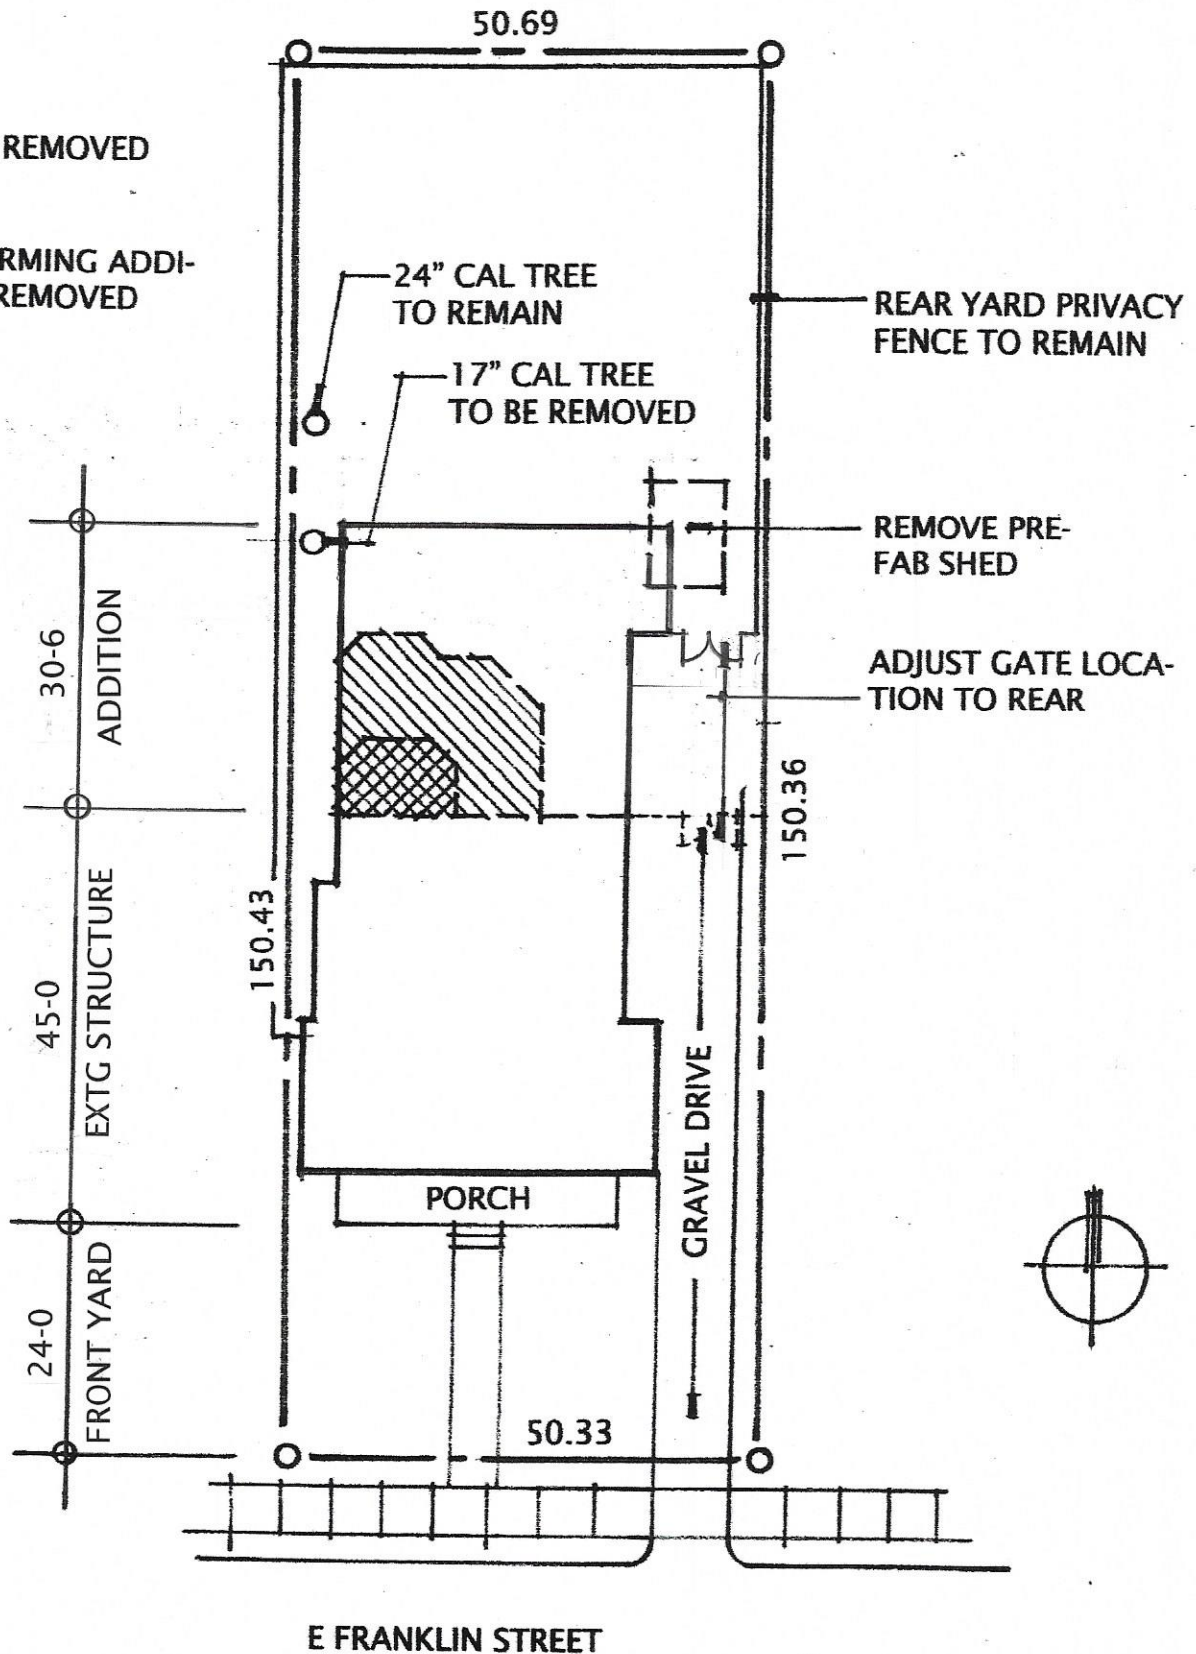 50.69
REMOVED
RMING ADDI-
REMOVED
24” CAL TREE
TO REMAIN
17” CAL TREE
TO BE REMOVED
REAR YARD PRIVACY
FENCE TO REMAIN
REMOVE PRE-
FAB SHED
ADJUST GATE LOCA-
TION TO REAR
30-6
ADDITION
150.36
150.43
45-0
EXTG STRUCTURE
GRAVEL DRIVE
PORCH
24-0
FRONT YARD
50.33
E FRANKLIN STREET